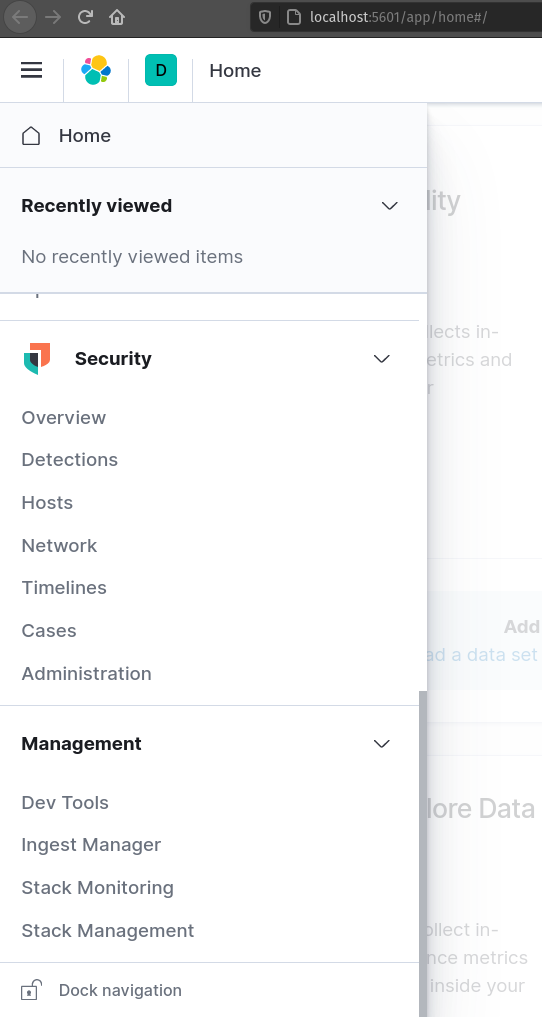 localhost:5601/app/home#/
D
Home
Home
Recently viewed
No recently viewed items
Security
Overview
Detections
Hosts
Network
Timelines
Cases
Administration
Management
Dev Tools
Ingest Manager
Stack Monitoring
Stack Management
Dock navigation
lity
llects in-
etrics and
r
Add
ad a data set
lore Data
ollect in-
nce metrics
inside your